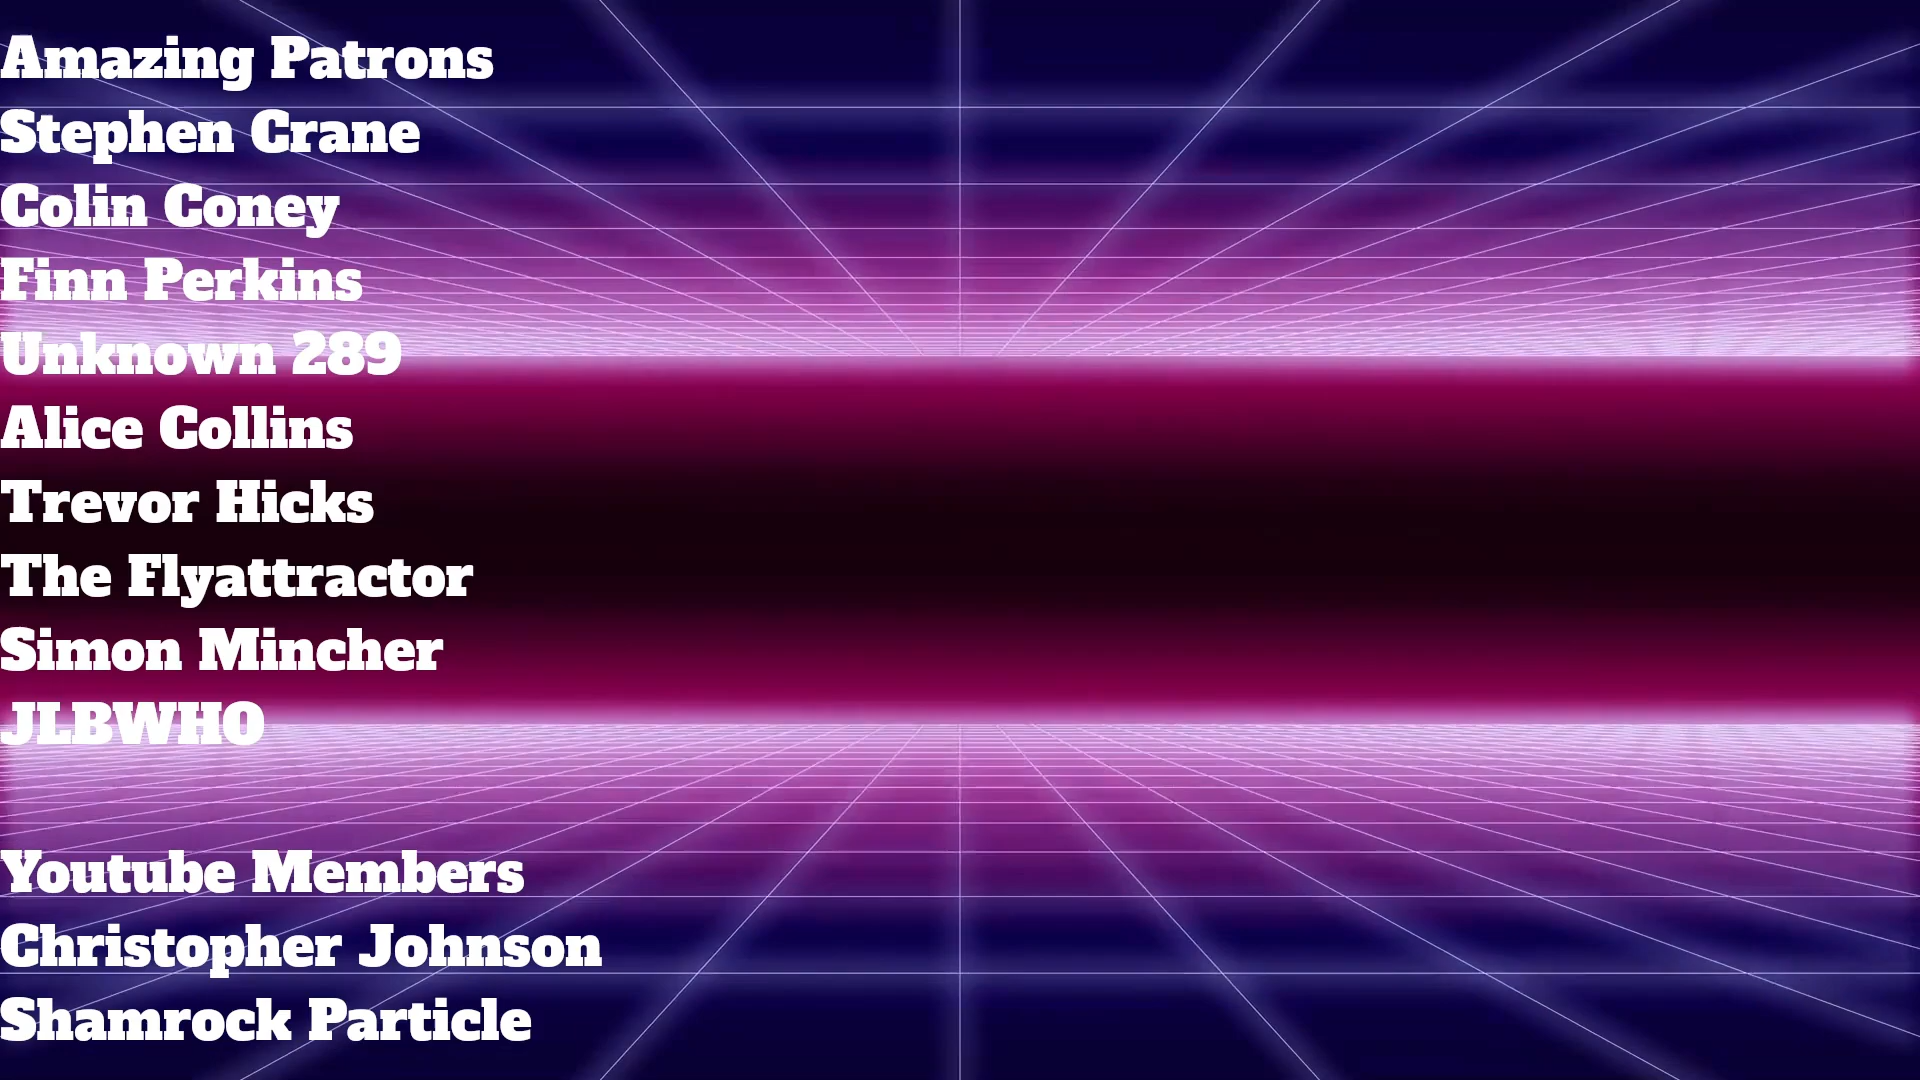 Amazing Patrons
Stephen Crane
Colin Coney
Finn Perkins
Unknown 289
Alice Collins
Trevor Hicks
The Flyattractor
Simon Mincher
JLBWHO
Youtube Members
Christopher Johnson
Shamrock Particle